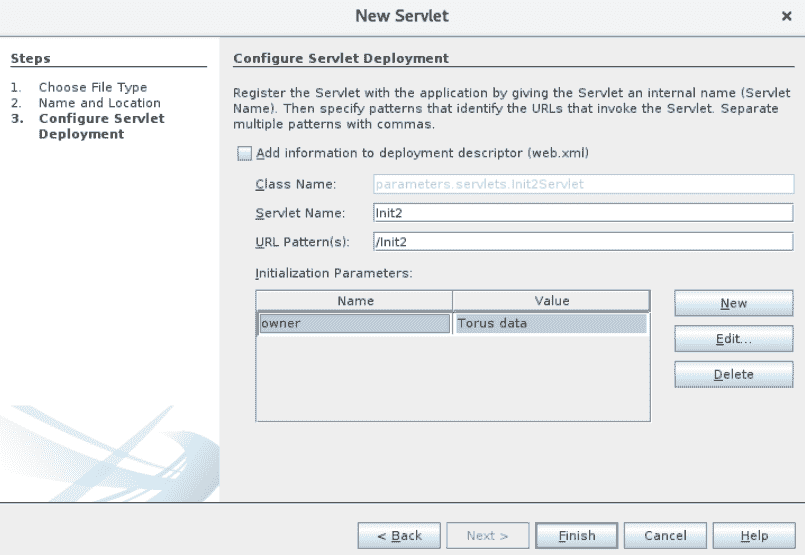 New Servlet
Steps
1. Choose File Type
2. Name and Location
3. Configure Servlet
Deployment
Configure Servlet Deployment
Register the Servlet with the application by giving the Servlet an internal name (Servlet
Name). Then specify patterns that identify the URLs that invoke the Servlet. Separate
multiple patterns with commas.
Add information to deployment descriptor (web.xml)
Class Name: parameters.servlets.Init2Servlet
Servlet Name: Init2
URL Pattern(s): /Init2
Initialization Parameters:
Name Value
owner Torus data
New
Edit...
Delete
< Back Next > Finish Cancel Help